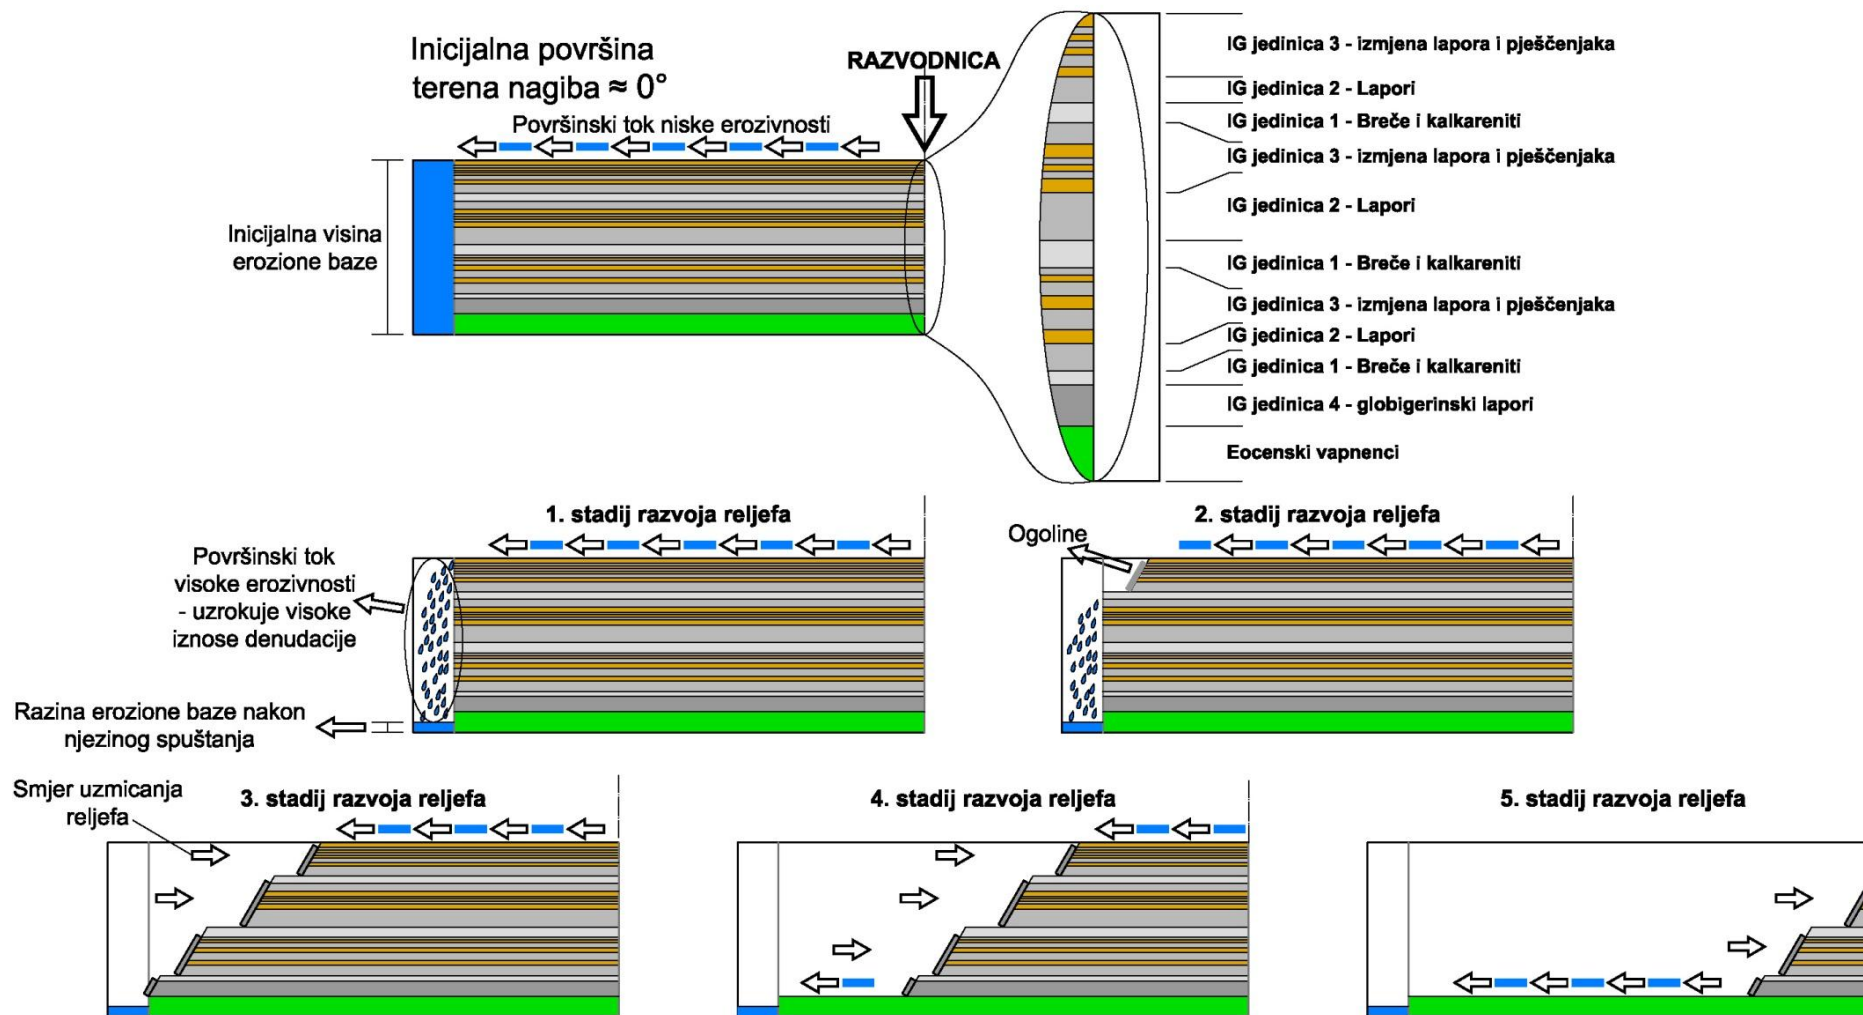 Inicijalna površina
terena nagiba ≈ 0°
RAZVODNICA
Površinski tok niske erozivnosti
Inicijalna visina
erozione baze
IG jedinica 3 - izmjena lapora i pješčenjaka
IG jedinica 2 - Lapori
IG jedinica 1 - Breče i kalkareniti
IG jedinica 3 - izmjena lapora i pješčenjaka
IG jedinica 2 - Lapori
IG jedinica 1 - Breče i kalkareniti
IG jedinica 3 - izmjena lapora i pješčenjaka
IG jedinica 2 - Lapori
IG jedinica 1 - Breče i kalkareniti
IG jedinica 4 - globigerinski lapori
Eocenski vapnenci
1. stadij razvoja reljefa
Površinski tok
visoke erozivnosti
- uzrokuje visoke
iznose denudacije
Razina erozione baze nakon
njezinog spuštanja
2. stadij razvoja reljefa
Ogoline
Smjer uzmicanja
reljefa
3. stadij razvoja reljefa
4. stadij razvoja reljefa
5. stadij razvoja reljefa